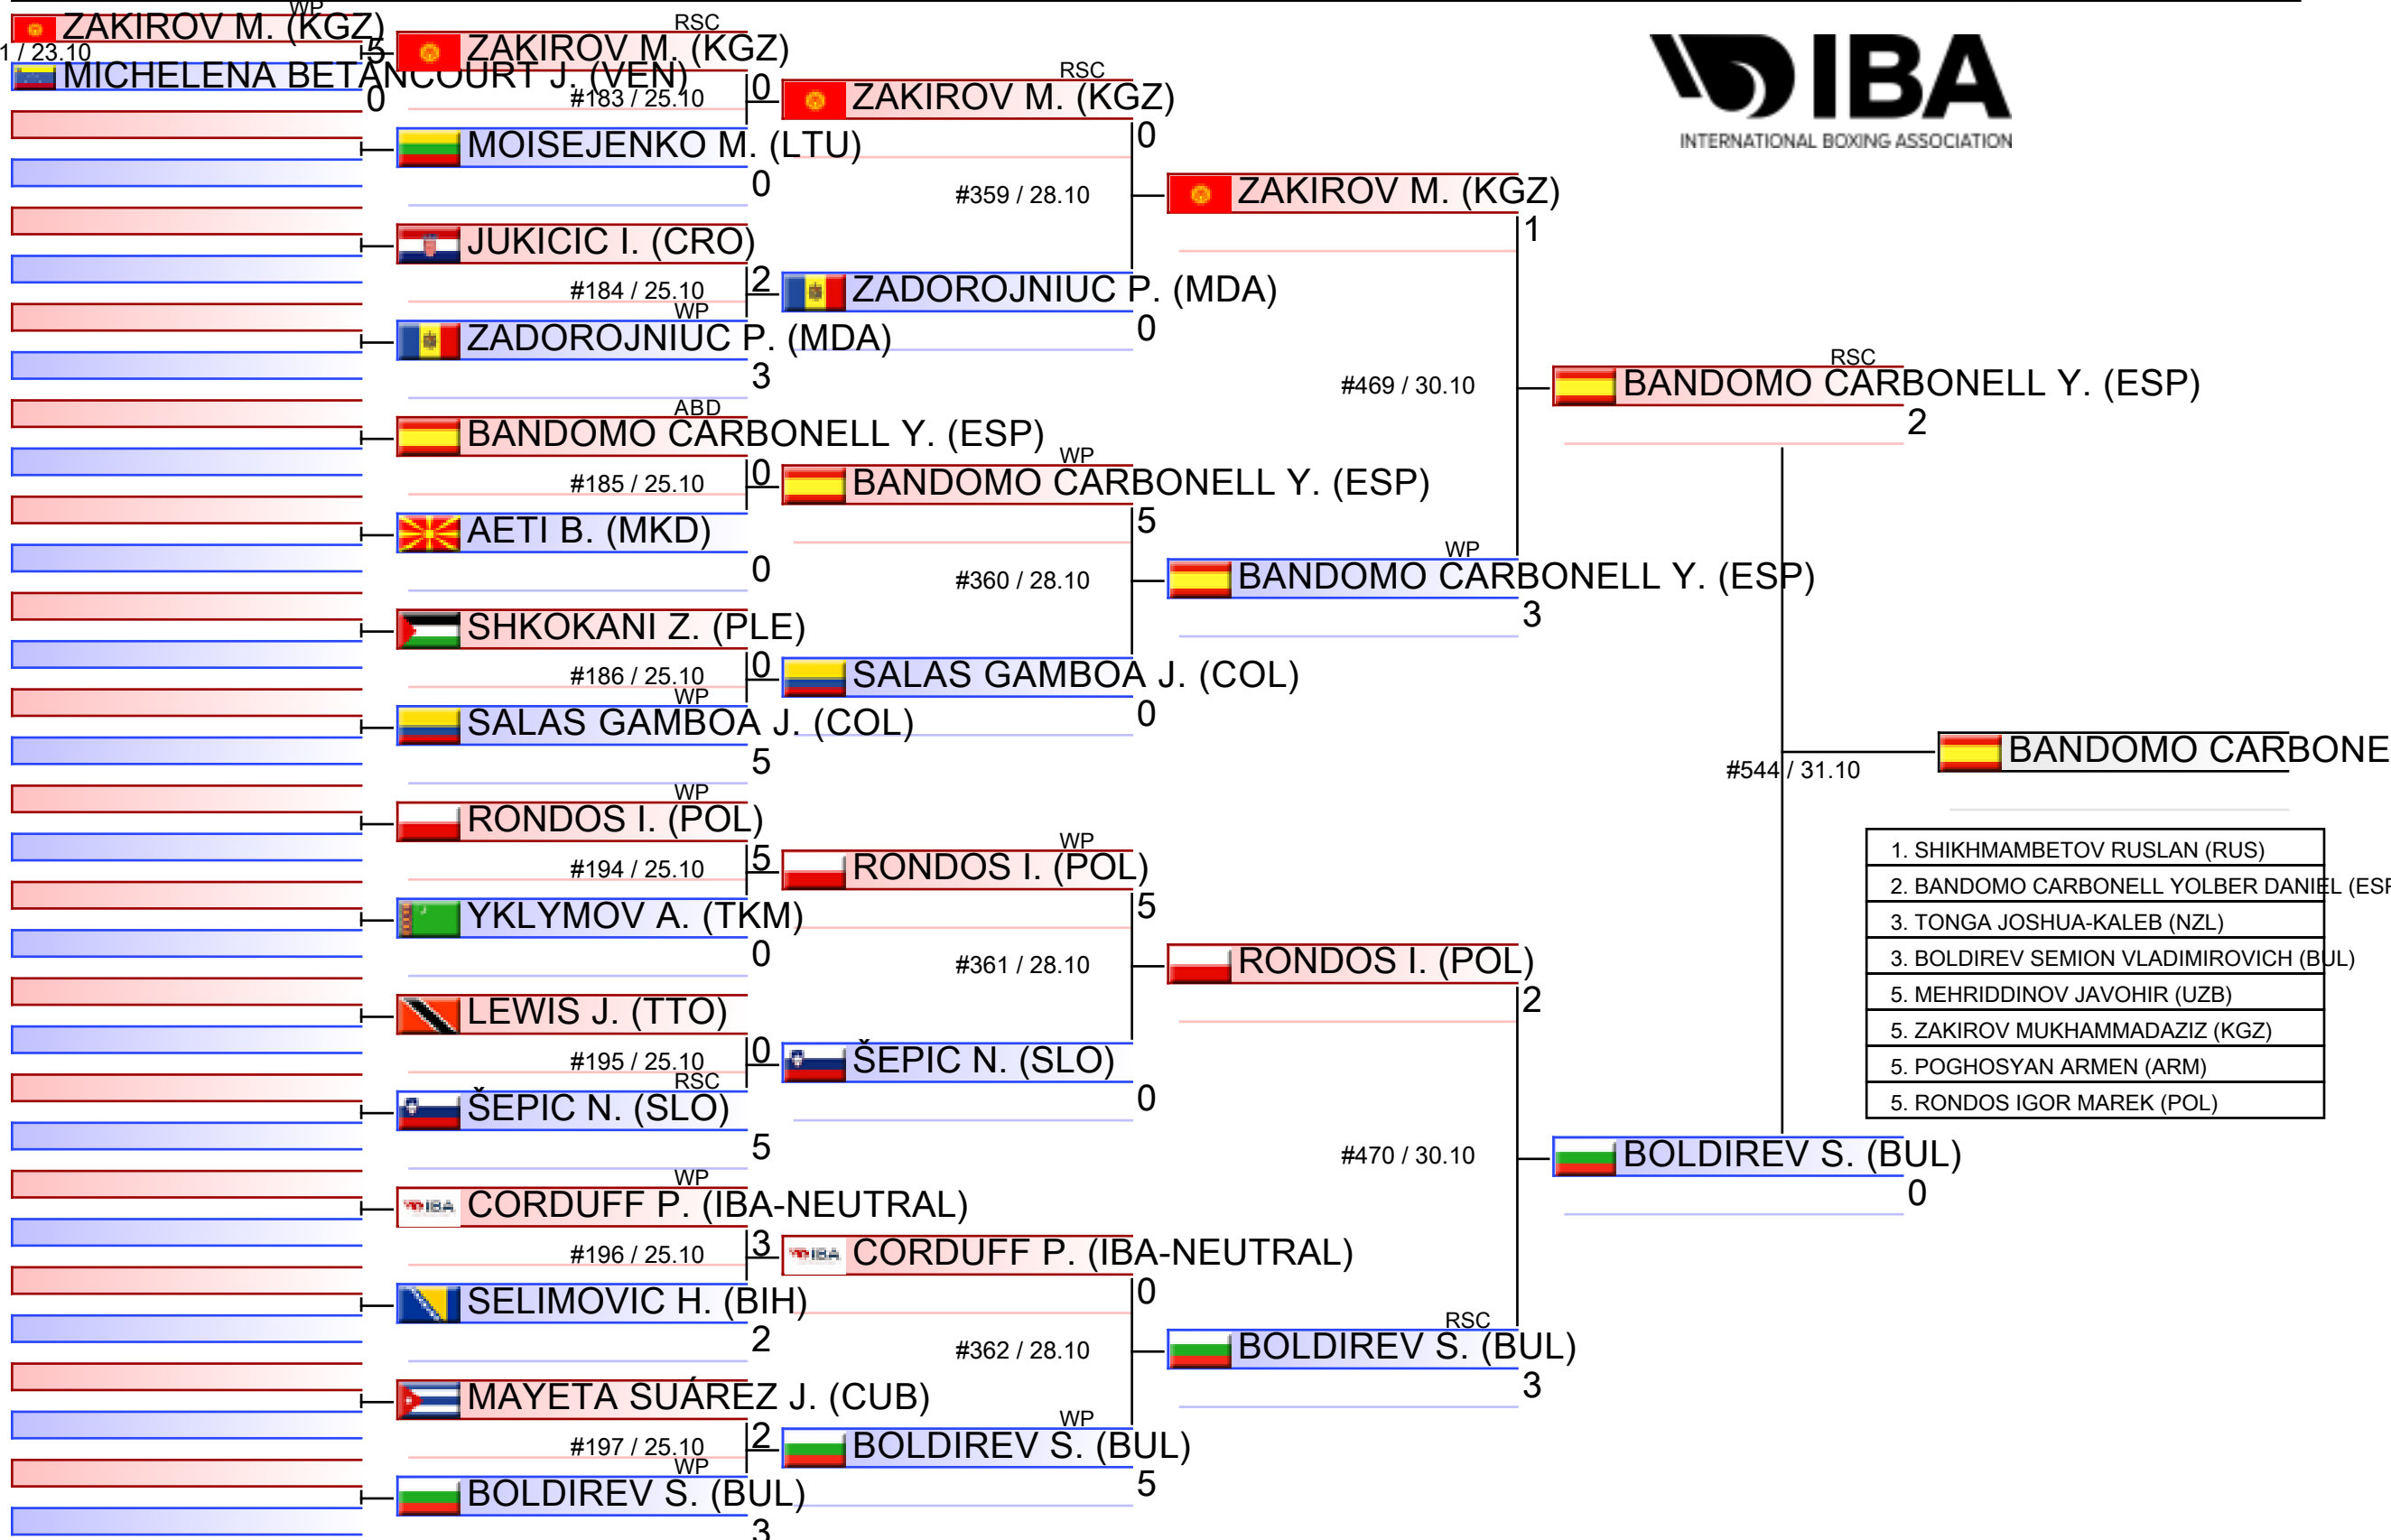 WP
ZAKIROV M. (KGZ)
5
1 / 23.10
MICHELENA BETANCOURT J. (VEN)
0
RSC
ZAKIROV M. (KGZ)
0
#183 / 25.10
MOISEJENKO M. (LTU)
0
JUKICIC I. (CRO)
2
#184 / 25.10
WP
ZADOROJNIUC P. (MDA)
3
ABD
BANDOMO CARBONELL Y. (ESP)
0
#185 / 25.10
AETI B. (MKD)
0
SHKOKANI Z. (PLE)
0
#186 / 25.10
WP
SALAS GAMBOA J. (COL)
5
WP
RONDOS I. (POL)
5
#194 / 25.10
YKLYMOV A. (TKM)
0
LEWIS J. (TTO)
0
#195 / 25.10
RSC
ŠEPIC N. (SLO)
5
WP
CORDUFF P. (IBA-NEUTRAL)
3
#196 / 25.10
SELIMOVIC H. (BIH)
2
MAYETA SUÁREZ J. (CUB)
2
#197 / 25.10
WP
BOLDIREV S. (BUL)
3
RSC
ZAKIROV M. (KGZ)
0
#359 / 28.10
ZADOROJNIUC P. (MDA)
0
WP
BANDOMO CARBONELL Y. (ESP)
5
#360 / 28.10
SALAS GAMBOA J. (COL)
0
WP
RONDOS I. (POL)
5
#361 / 28.10
ŠEPIC N. (SLO)
0
IBA
CORDUFF P. (IBA-NEUTRAL)
0
#362 / 28.10
WP
BOLDIREV S. (BUL)
5
ZAKIROV M. (KGZ)
1
#469 / 30.10
WP
BANDOMO CARBONELL Y. (ESP)
3
RONDOS I. (POL)
2
#470 / 30.10
RSC
BOLDIREV S. (BUL)
3
RSC
BANDOMO CARBONELL Y. (ESP)
2
#544 / 31.10
BOLDIREV S. (BUL)
0
BANDOMO CARBONE
IBA
INTERNATIONAL BOXING ASSOCIATION
1. SHIKHMAMBETOV RUSLAN (RUS)
2. BANDOMO CARBONELL YOLBER DANIEL (ESP
3. TONGA JOSHUA-KALEB (NZL)
3. BOLDIREV SEMION VLADIMIROVICH (BUL)
5. MEHRIDDINOV JAVOHIR (UZB)
5. ZAKIROV MUKHAMMADAZIZ (KGZ)
5. POGHOSYAN ARMEN (ARM)
5. RONDOS IGOR MAREK (POL)